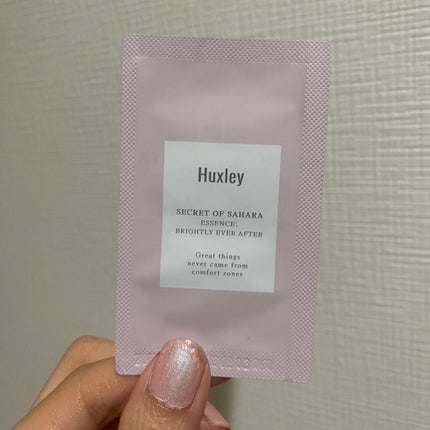 Huxley
SECRET OF SAHARA
ESSENCE;
BRIGHTLY EVER AFTER
Great things
never came from
comfort zones